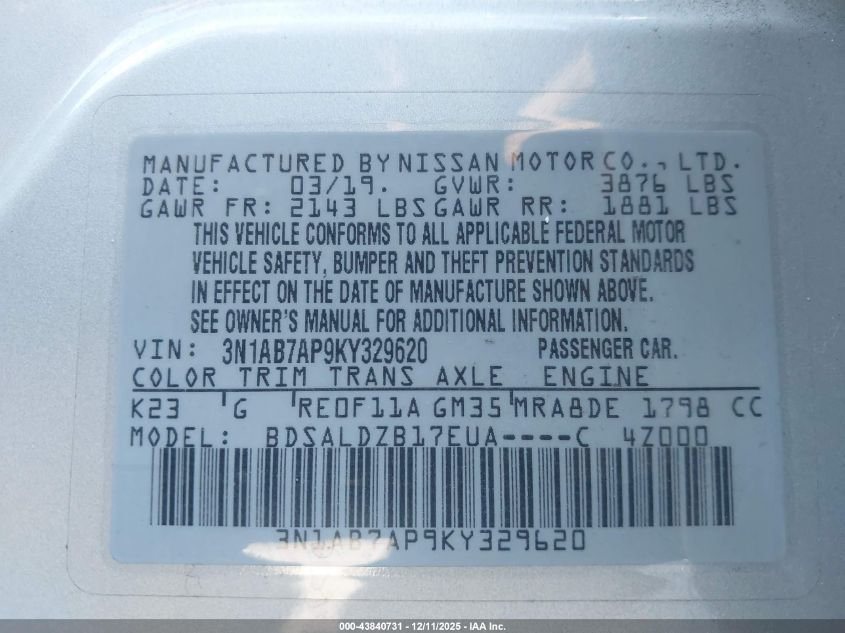 MANUFACTURED BY NISSAN MOTOR CO., LTD.
DATE: 03/19. GVWR: 3876 LBS
GAWR FR: 2143 LBS GAWR RR: 1881 LBS
THIS VEHICLE CONFORMS TO ALL APPLICABLE FEDERAL MOTOR
VEHICLE SAFETY, BUMPER AND THEFT PREVENTION STANDARDS
IN EFFECT ON THE DATE OF MANUFACTURE SHOWN ABOVE.
SEE OWNER'S MANUAL FOR ADDITIONAL INFORMATION.
VIN: 3N1AB7AP9KY329620 PASSENGER CAR.
COLOR TRIM TRANS AXLE ENGINE
K23 G RE0F11A GM35 MRA8DE 1798 CC
MODEL: BDSALDZB17EUA----C 4Z000
3N1AB7AP9KY329620
000-43840731 - 12/11/2025 - IAA Inc.